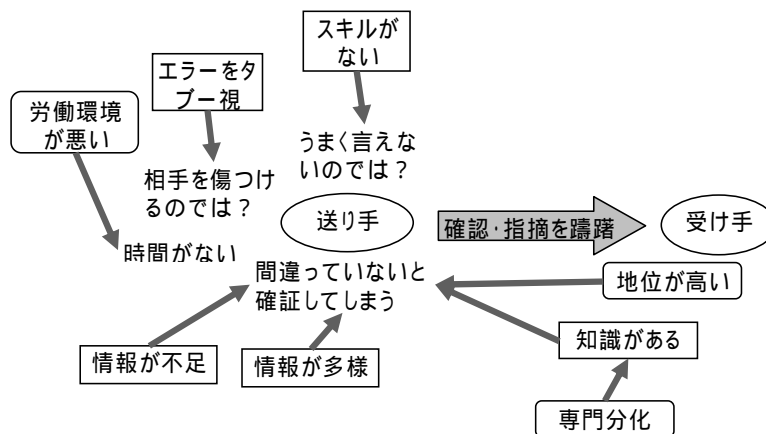 スキルが
ない
エラーをタ
ブー視
労働環境
が悪い
うまく言えな
いのでは？
相手を傷つけ
るのでは？
送り手
確認・指摘を躊躇
受け手
時間がない
間違っていないと
確証してしまう
地位が高い
知識がある
情報が不足
情報が多様
専門分化